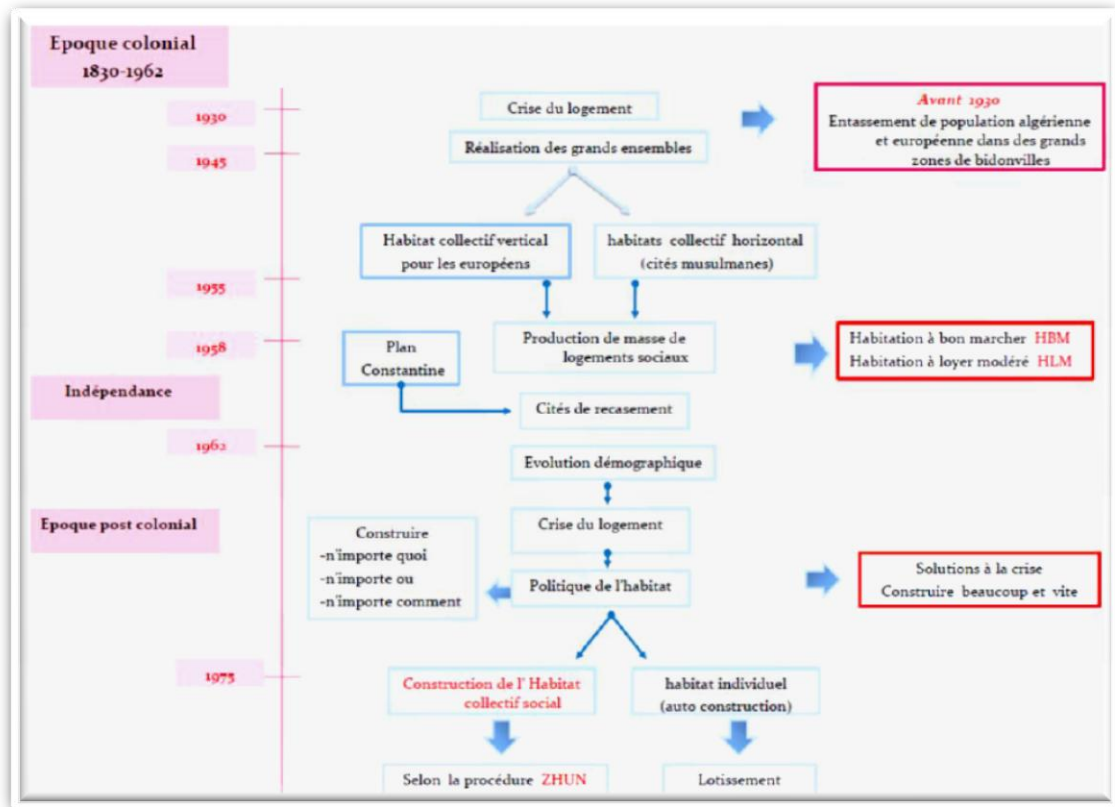 Epoque colonial
1830-1962
1930
Crise du logement
Avant 1930
Entassement de population algérienne
et européenne dans des grands
zones de bidonvilles
1945
Réalisation des grands ensembles
Habitat collectif vertical
pour les européens
habitats collectif horizontal
(cités musulmanes)
1955
1958
Plan
Constantine
Production de masse de
logements sociaux
Habitation à bon marcher HBM
Habitation à loyer modéré HLM
Indépendance
Cités de recasement
1962
Evolution démographique
Epoque post colonial
Crise du logement
Construire
-n'importe quoi
-n'importe ou
-n'importe comment
Politique de l'habitat
Solutions à la crise
Construire beaucoup et vite
1975
Construction de l' Habitat
collectif social
habitat individuel
(auto construction)
Selon la procédure ZHUN
Lotissement